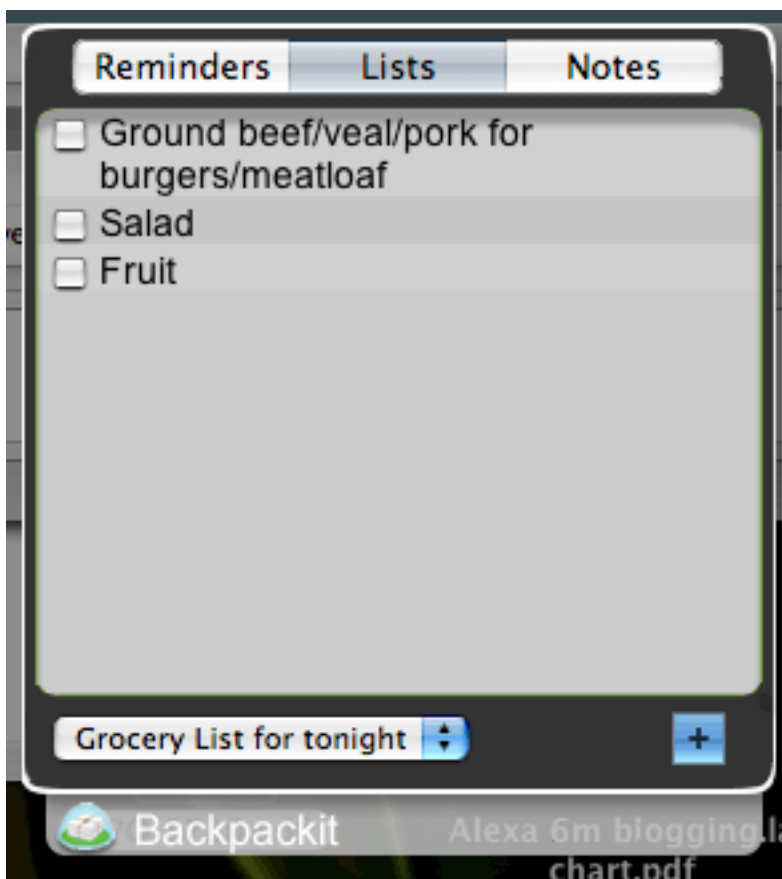 Reminders Lists Notes
Ground beef/veal/pork for
burgers/meatloaf
Salad
Fruit
Grocery List for tonight
+
Backpackit
Alexa 6m blogging.la
chart.pdf